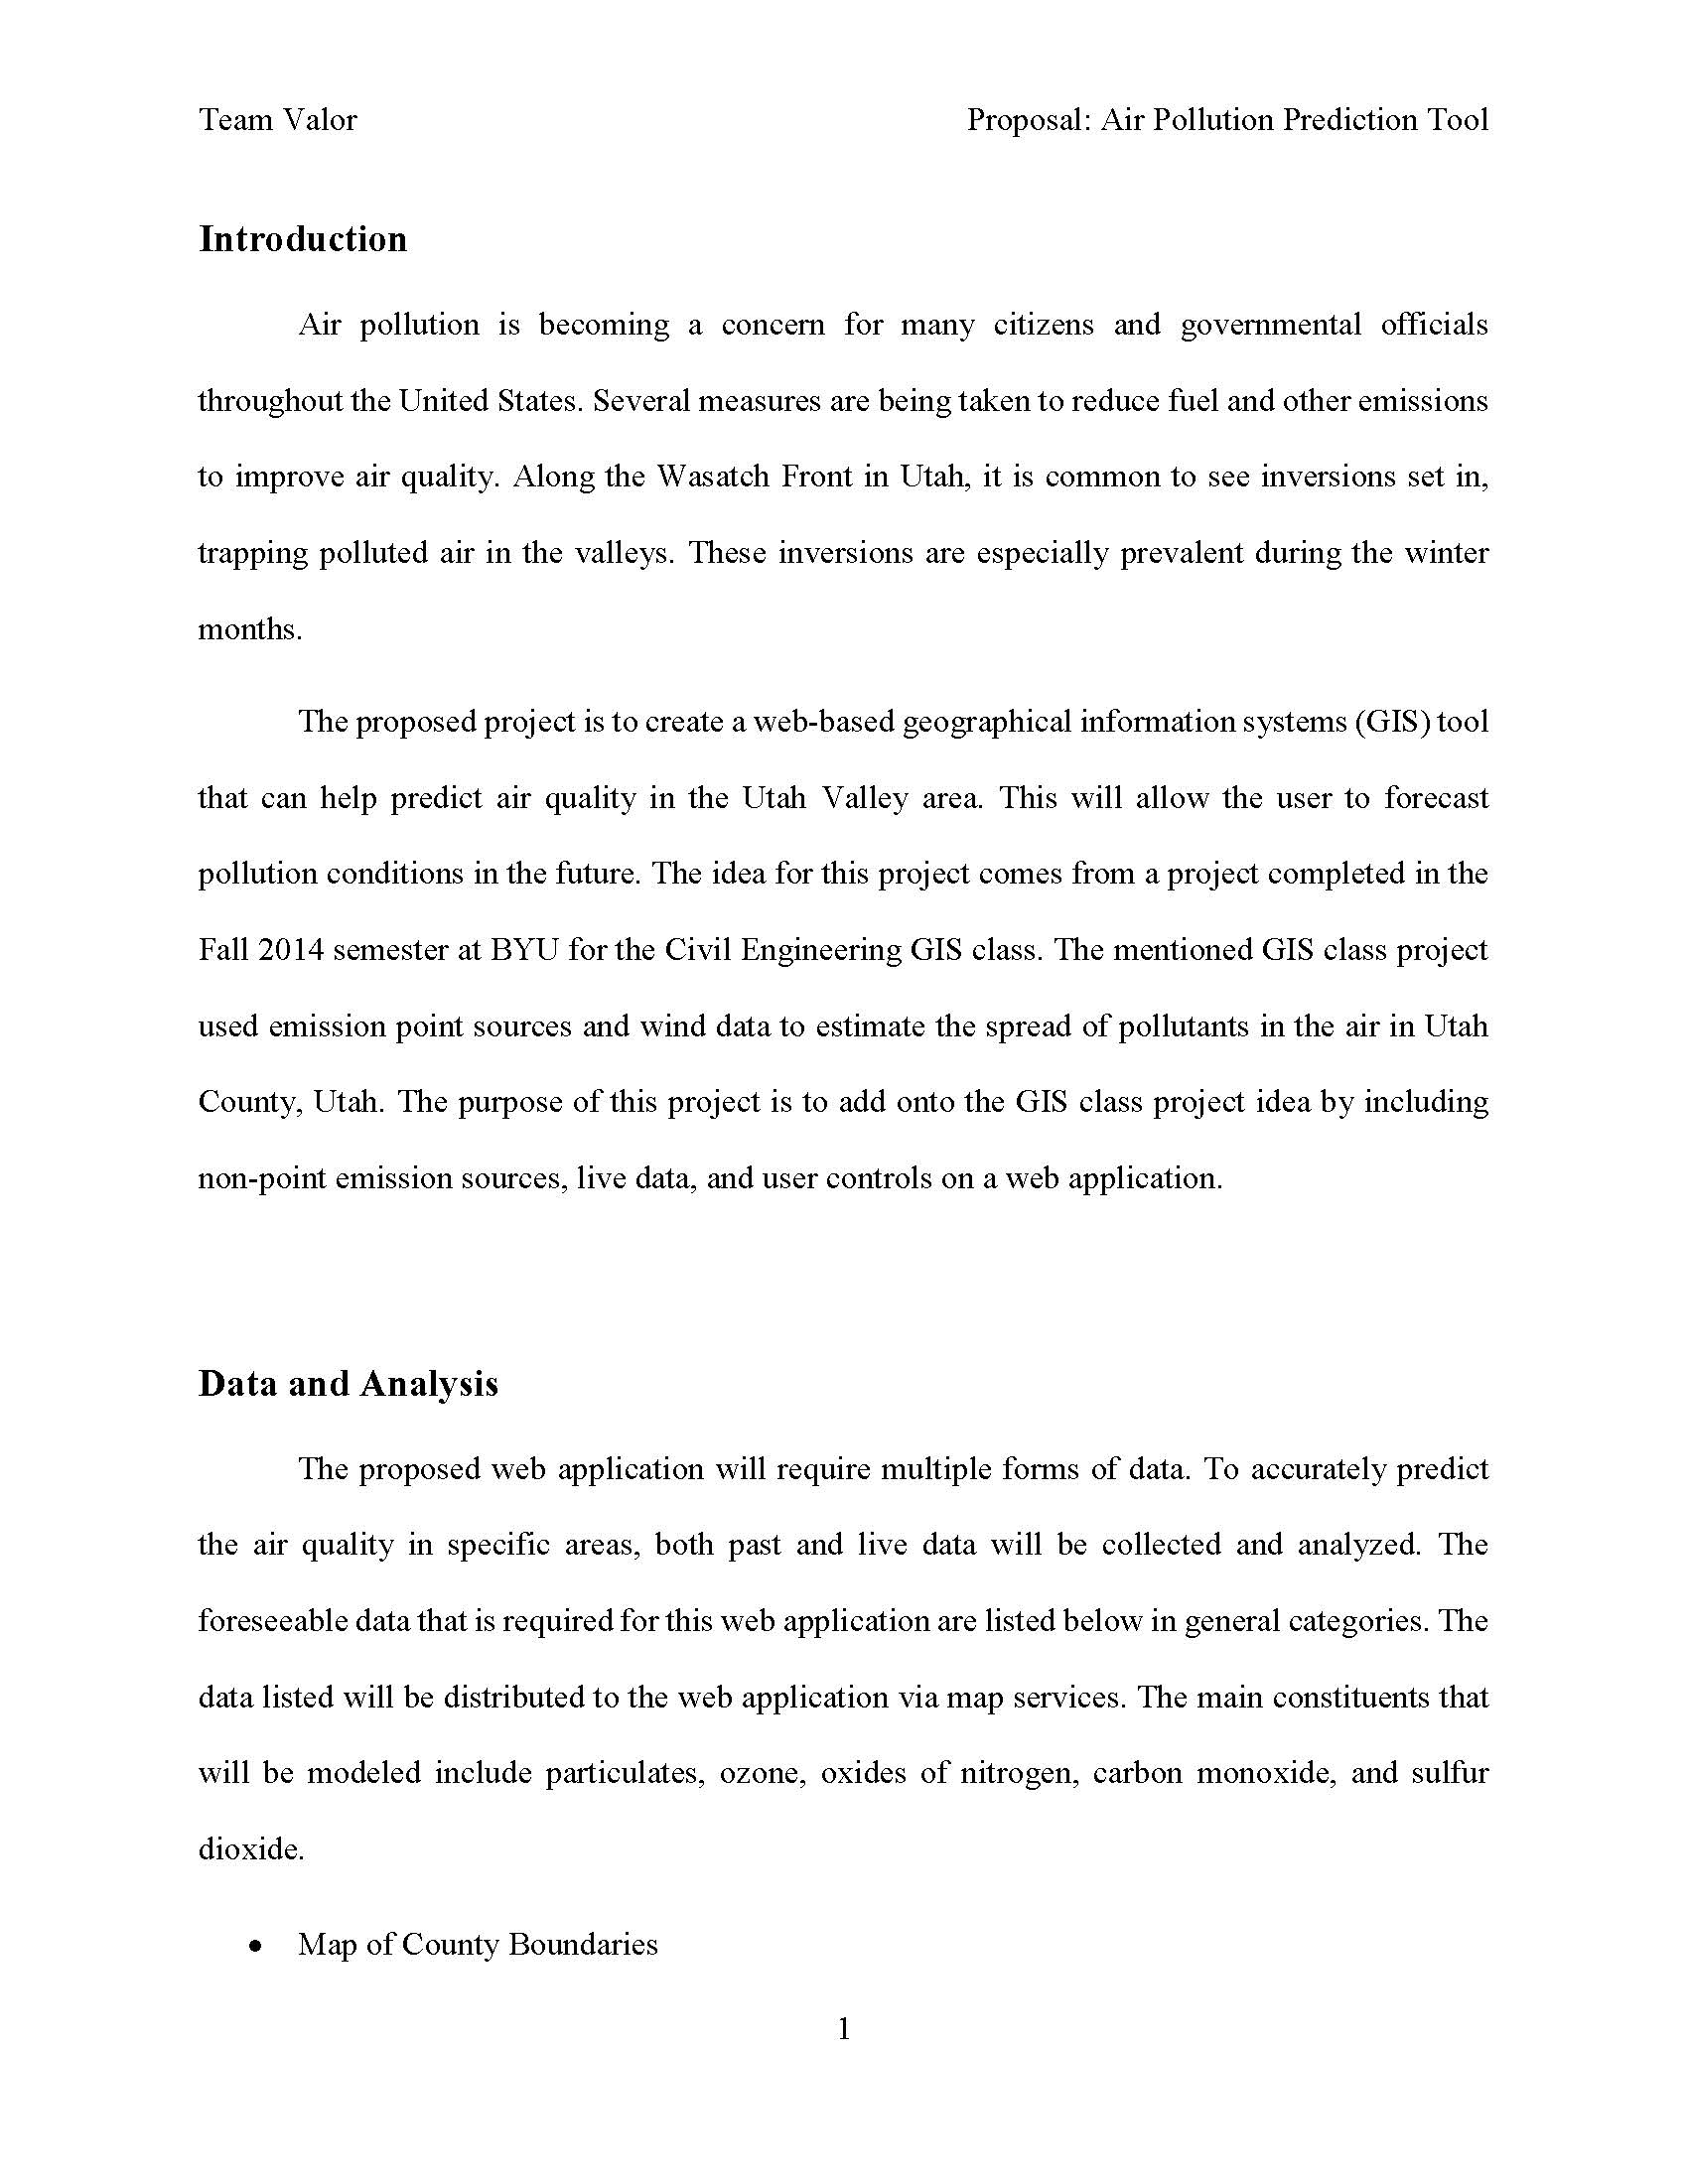 Team Valor Proposal: Air Pollution Prediction Tool
Introduction
Air pollution is becoming a concern for many citizens and governmental officials
throughout the United States. Several measures are being taken to reduce fuel and other emissions
to improve air quality. Along the Wasatch Front in Utah, it is common to see inversions set in,
trapping polluted air in the valleys. These inversions are especially prevalent during the winter
months.
The proposed project is to create a web-based geographical information systems (GIS) tool
that can help predict air quality in the Utah Valley area. This will allow the user to forecast
pollution conditions in the future. The idea for this project comes from a project completed in the
Fall 2014 semester at BYU for the Civil Engineering GIS class. The mentioned GIS class project
used emission point sources and wind data to estimate the spread of pollutants in the air in Utah
County, Utah. The purpose of this project is to add onto the GIS class project idea by including
non-point emission sources, live data, and user controls on a web application.
Data and Analysis
The proposed web application will require multiple forms of data. To accurately predict
the air quality in specific areas, both past and live data will be collected and analyzed. The
foreseeable data that is required for this web application are listed below in general categories. The
data listed will be distributed to the web application via map services. The main constituents that
will be modeled include particulates, ozone, oxides of nitrogen, carbon monoxide, and sulfur
dioxide.
• Map of County Boundaries
1